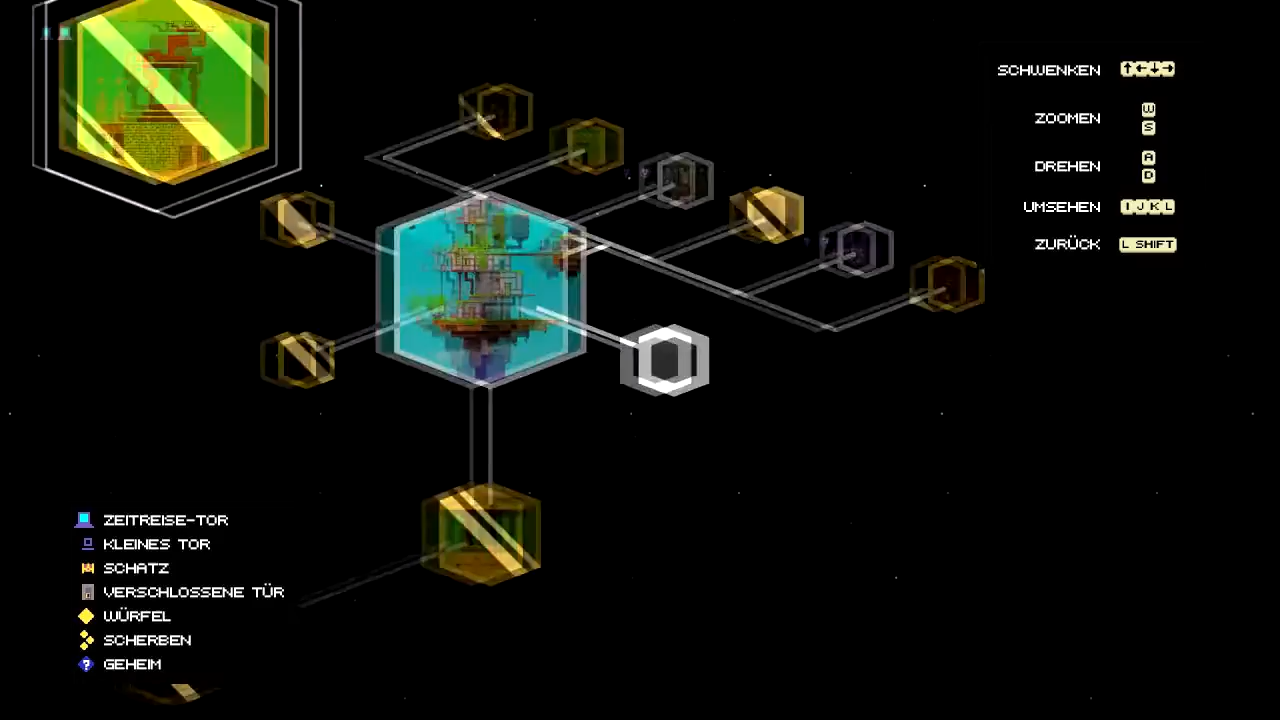 SCHWENKEN ↑←↓→
ZOOMEN W S
DREHEN A D
UMSEHEN I J K L
ZURÜCK L SHIFT
ZEITREISE-TOR
KLEINES TOR
SCHATZ
VERSCHLOSSENE TÜR
WÜRFEL
SCHERBEN
? GEHEIM